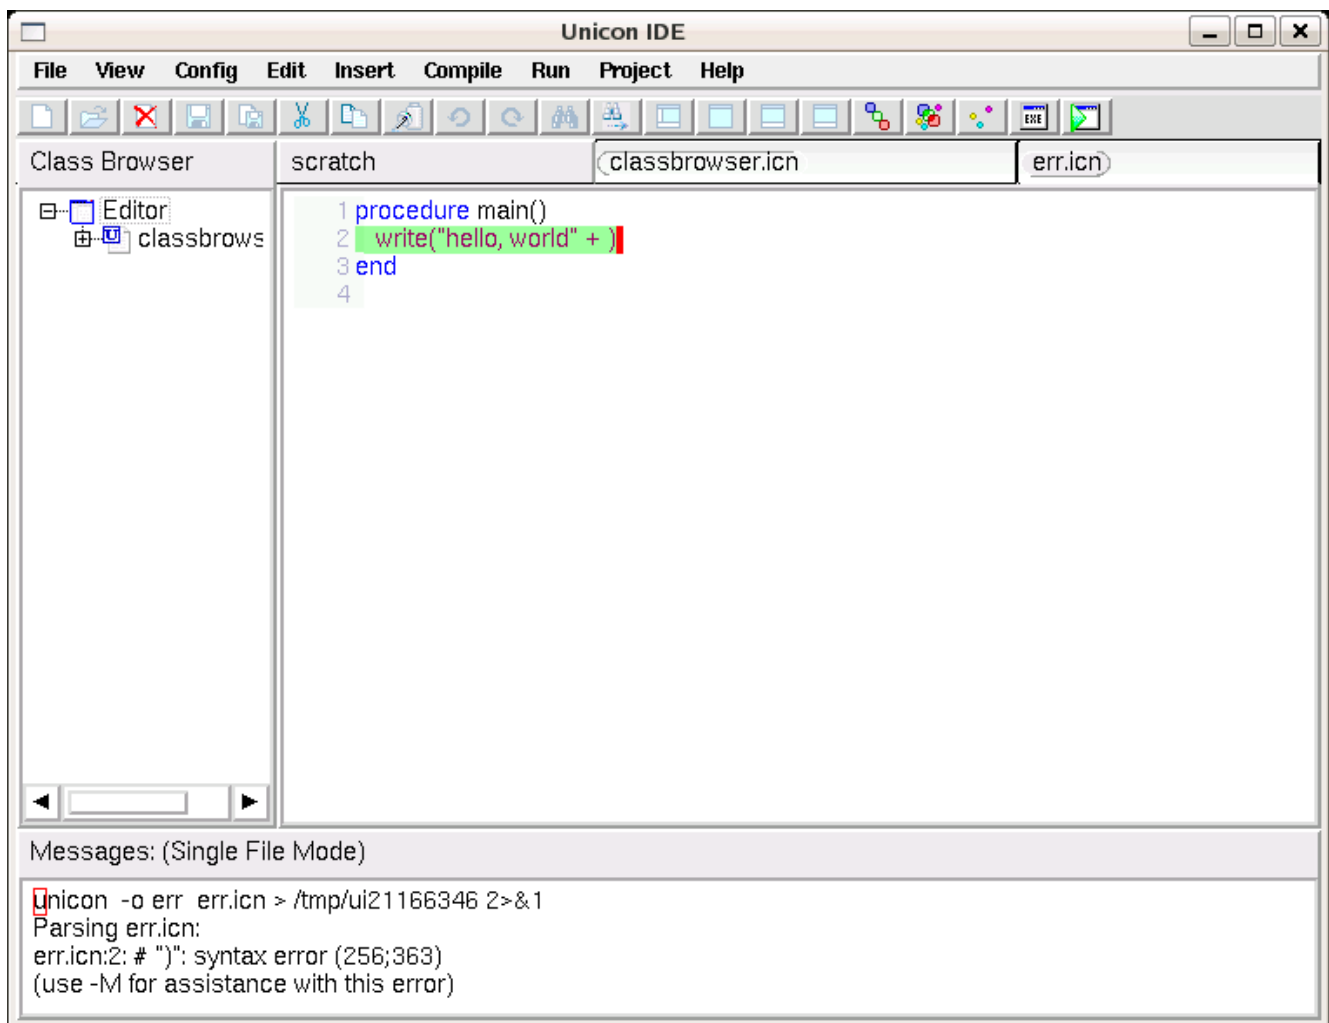 Unicon IDE
File View Config Edit Insert Compile Run Project Help
EXE
Class Browser scratch classbrowser.icn err.icn
Editor
U classbrows
1 procedure main()
2 write("hello, world" + )
3 end
4
Messages: (Single File Mode)
unicon -o err err.icn > /tmp/ui21166346 2>&1
Parsing err.icn:
err.icn:2: # ")": syntax error (256;363)
(use -M for assistance with this error)